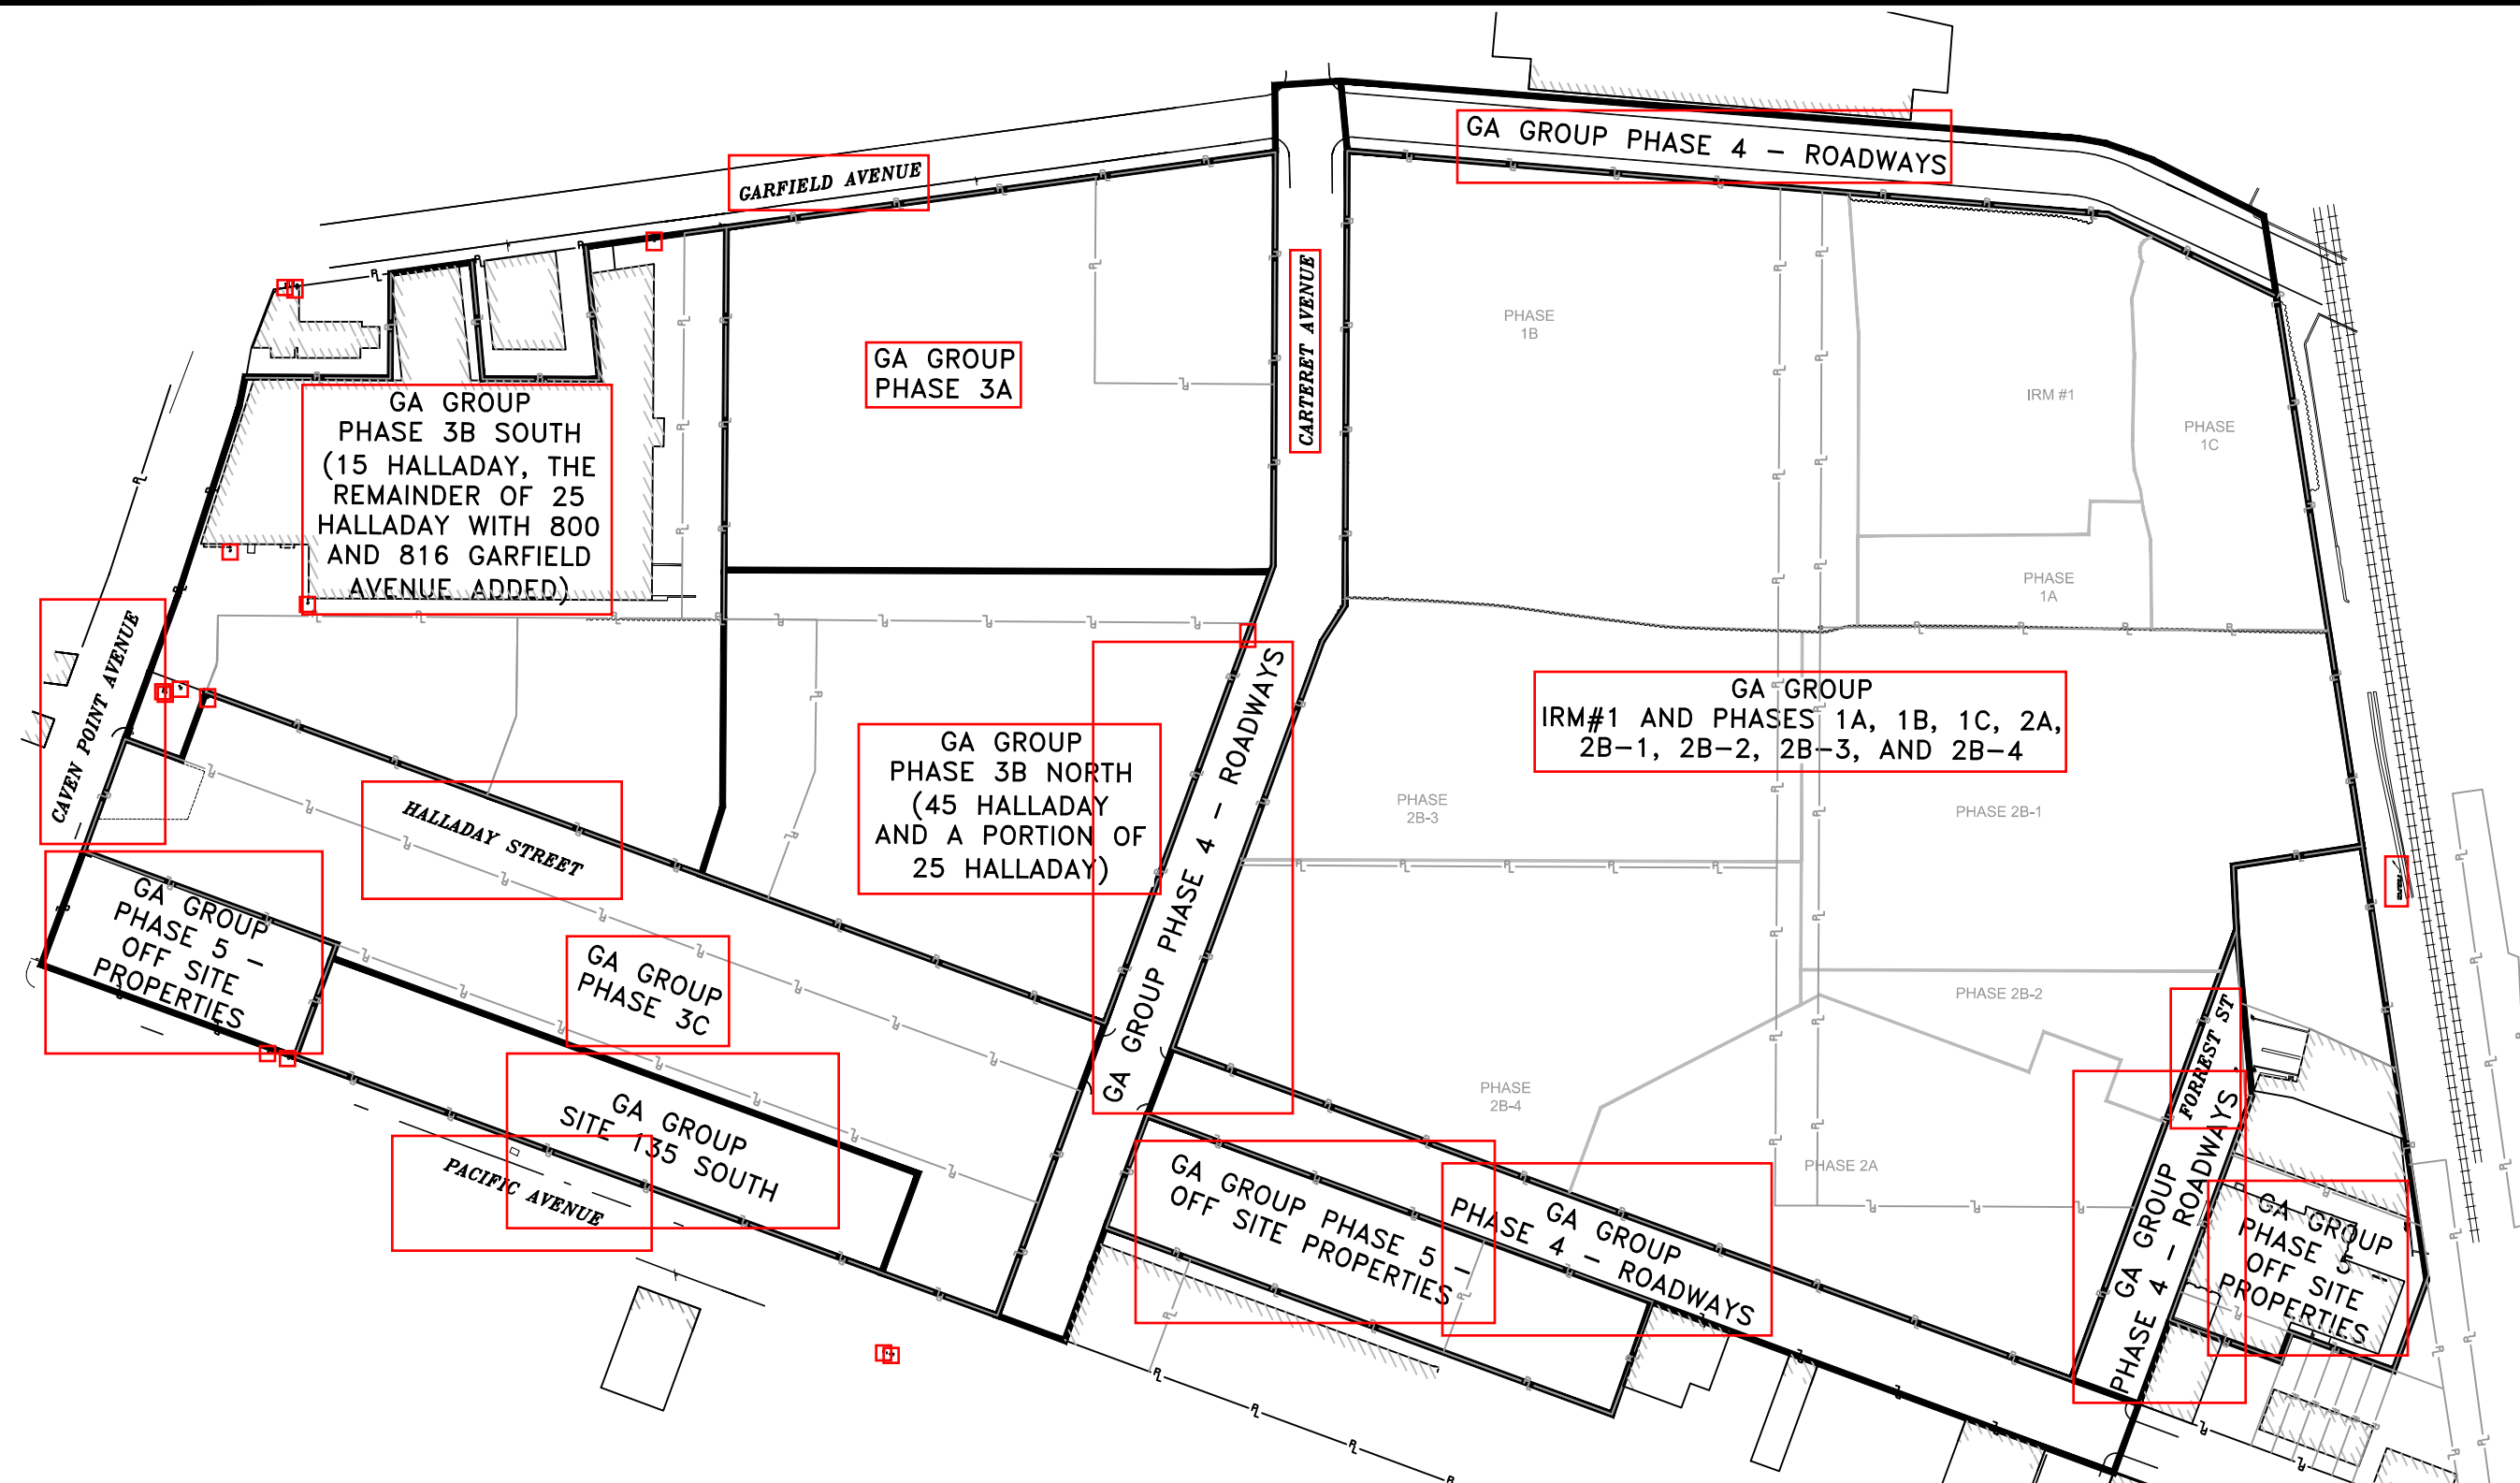 GA GROUP PHASE 4 – ROADWAYS
GARFIELD AVENUE
CARTERET AVENUE
GA GROUP
PHASE 3A
PHASE
1B
IRM #1
PHASE
1C
GA GROUP
PHASE 3B SOUTH
(15 HALLADAY, THE
REMAINDER OF 25
HALLADAY WITH 800
AND 816 GARFIELD
AVENUE ADDED)
PHASE
1A
CAVEN POINT AVENUE
GA GROUP PHASE 4 – ROADWAYS
GA GROUP
IRM#1 AND PHASES 1A, 1B, 1C, 2A,
2B–1, 2B–2, 2B–3, AND 2B–4
GA GROUP
PHASE 3B NORTH
(45 HALLADAY
AND A PORTION OF
25 HALLADAY)
HALLADAY STREET
PHASE
2B-3
PHASE 2B-1
GA GROUP
PHASE 5 –
OFF SITE
PROPERTIES
GA GROUP
PHASE 3C
PHASE 2B-2
FORREST ST
GA GROUP
SITE 135 SOUTH
PHASE
2B-4
PACIFIC AVENUE
PHASE 2A
GA GROUP PHASE 5 –
OFF SITE PROPERTIES
GA GROUP
PHASE 4 – ROADWAYS
GA GROUP
PHASE 4 – ROADWAYS
GA GROUP
PHASE 5 –
OFF SITE
PROPERTIES